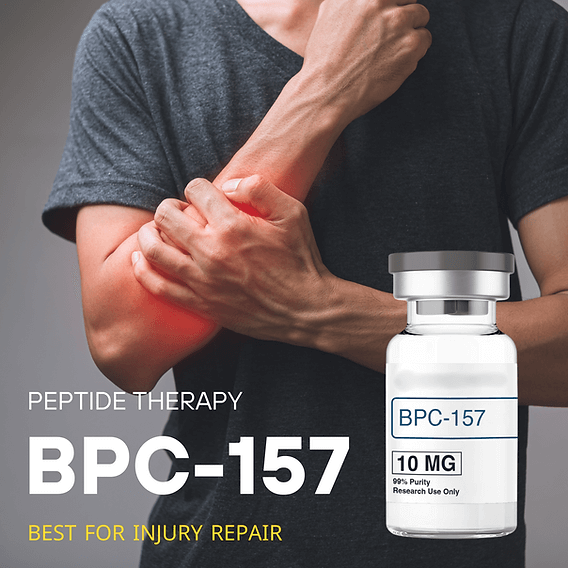 PEPTIDE THERAPY
BPC-157
BEST FOR INJURY REPAIR
BPC-157
10 MG
99% Purity
Research Use Only